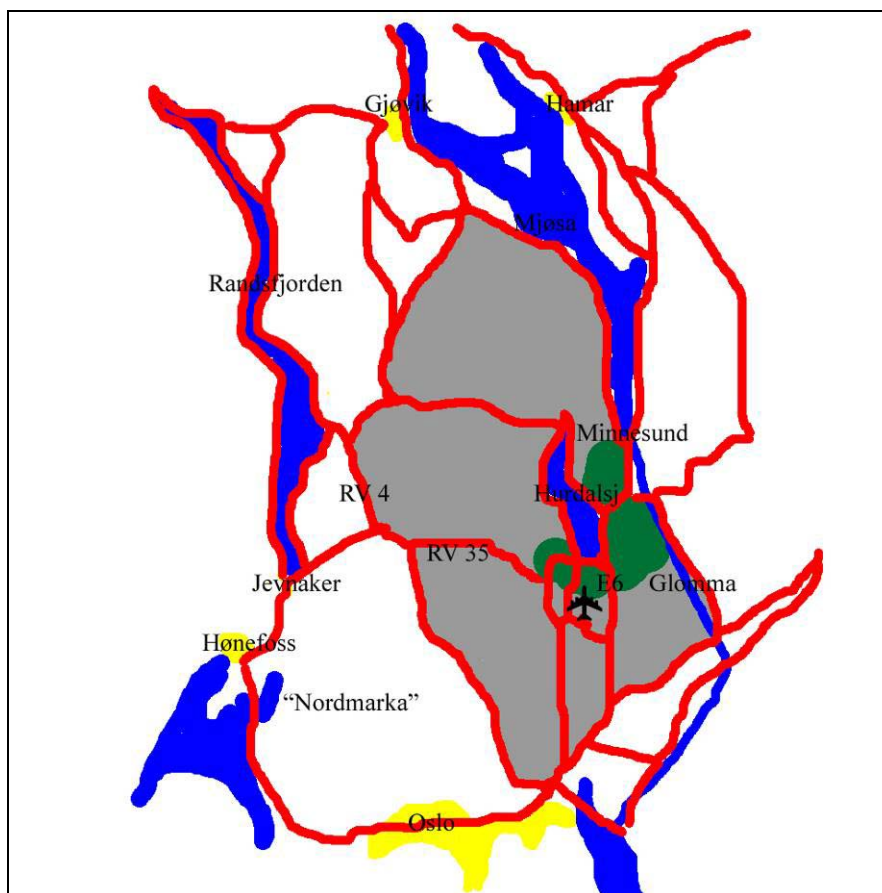 Gjøvik
Hamar
Mjøsa
Randsfjorden
Minnesund
RV 4
Hurdalsj
RV 35
Jevnaker
E6
Glomma
Hønefoss
“Nordmarka”
Oslo